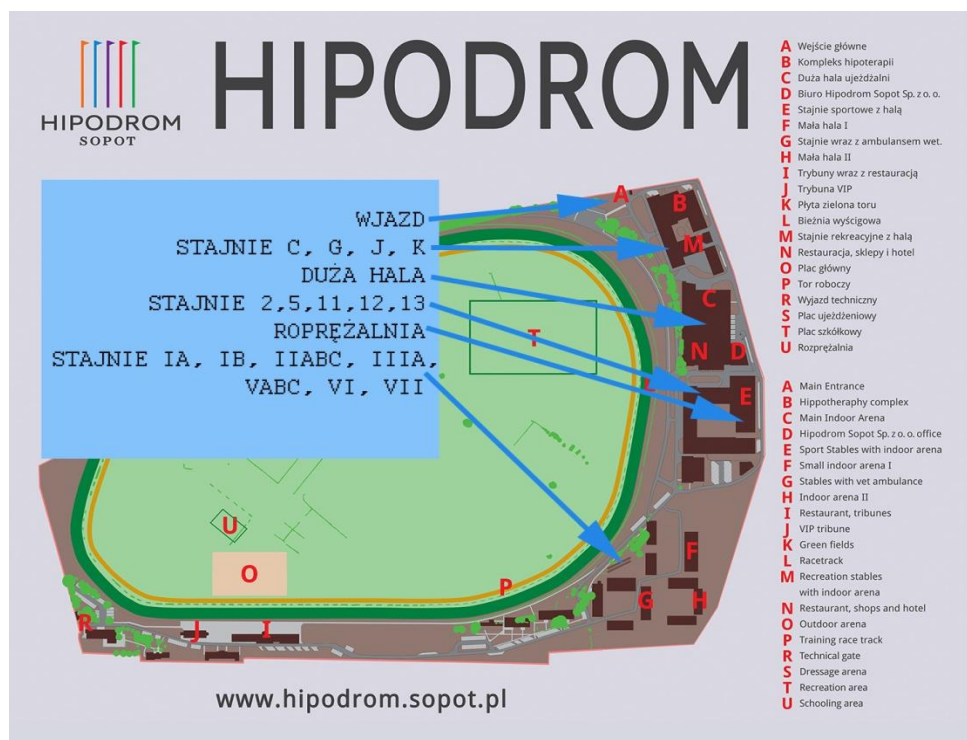 HIPODROM
HIPODROM
SOPOT
WJAZD
STAJNIE C, G, J, K
DUŻA HALA
STAJNIE 2,5,11,12,13
ROPRĘŻALNIA
STAJNIE IA, IB, IIABC, IIIA,
VABC, VI, VII
A
B
M
C
T
N
D
L
E
U
O
P
F
G
H
R
J
I
www.hipodrom.sopot.pl
A Wejście główne
B Kompleks hipoterapii
C Duża hala ujeżdżalni
D Biuro Hipodrom Sopot Sp. z o. o.
E Stajnie sportowe z halą
F Mała hala I
G Stajnie wraz z ambulansem wet.
H Mała hala II
I Trybuny wraz z restauracją
J Trybuna VIP
K Płyta zielona toru
L Bieżnia wyścigowa
M Stajnie rekreacyjne z halą
N Restauracja, sklepy i hotel
O Plac główny
P Tor roboczy
R Wyjazd techniczny
S Plac ujeżdżeniowy
T Plac szkółkowy
U Rozprężalnia
A Main Entrance
B Hippotheraphy complex
C Main Indoor Arena
D Hipodrom Sopot Sp. z o. o. office
E Sport Stables with indoor arena
F Small indoor arena I
G Stables with vet ambulance
H Indoor arena II
I Restaurant, tribunes
J VIP tribune
K Green fields
L Racetrack
M Recreation stables
with indoor arena
N Restaurant, shops and hotel
O Outdoor arena
P Training race track
R Technical gate
S Dressage arena
T Recreation area
U Schooling area